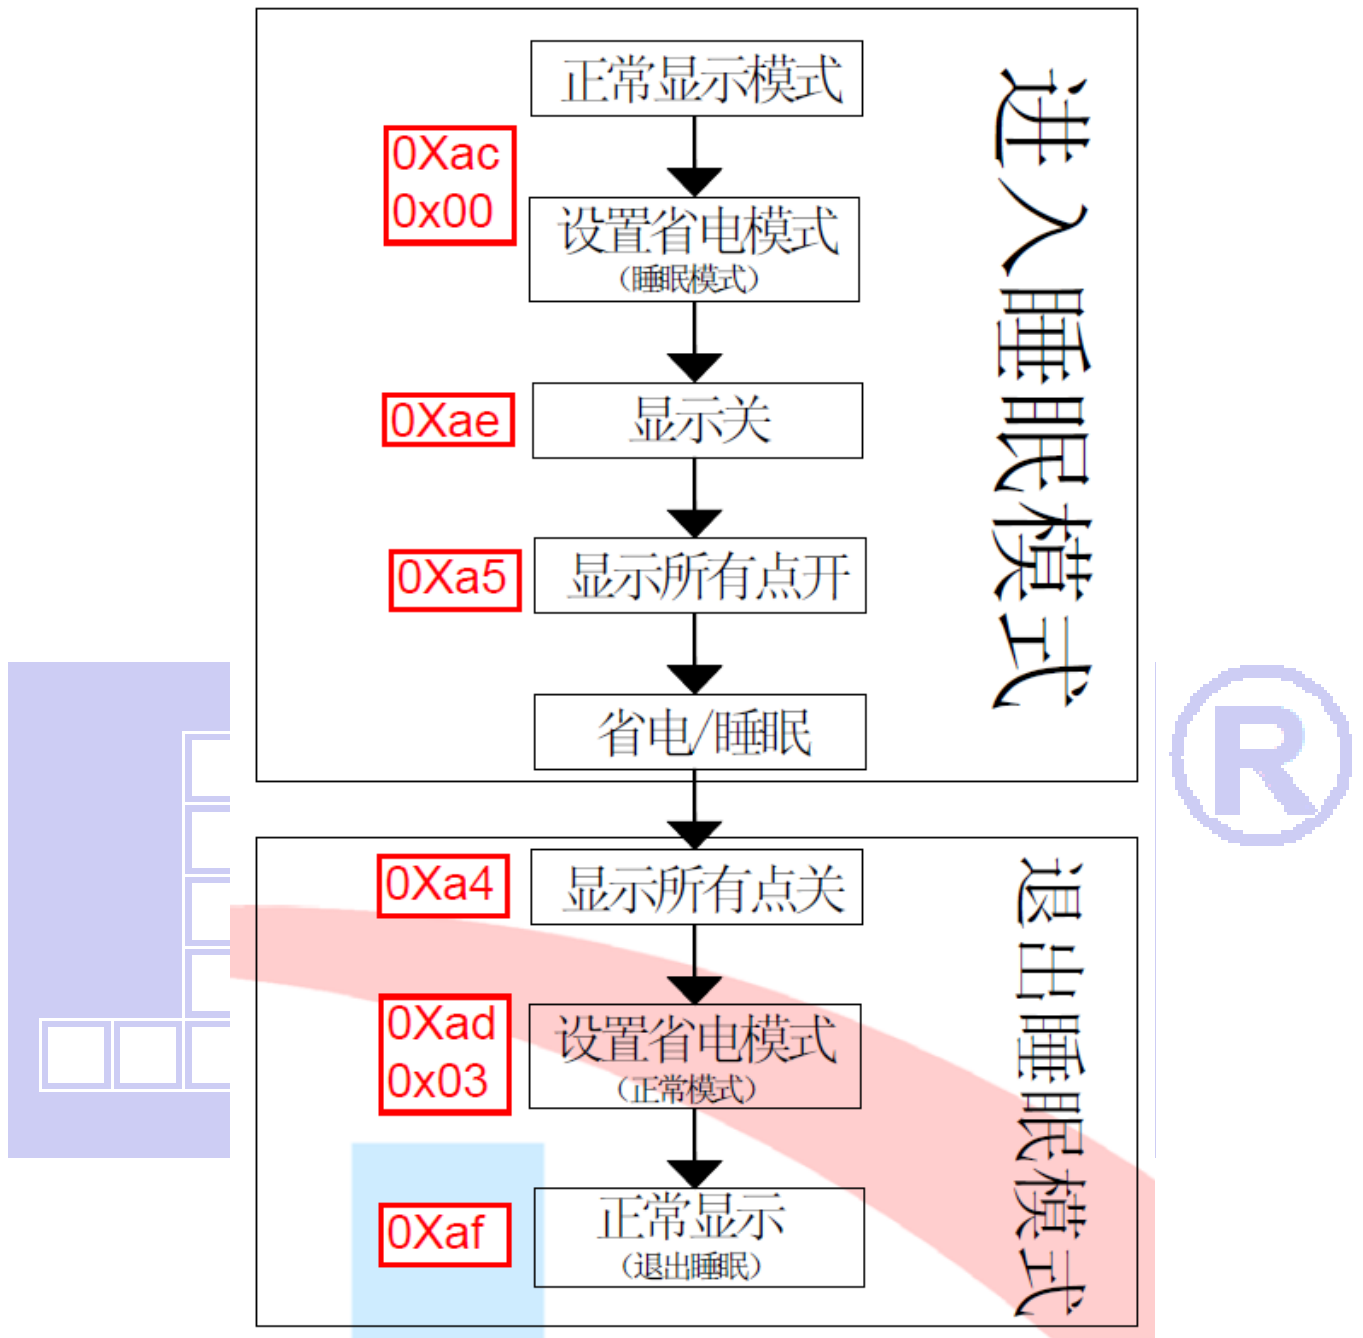 正常显示模式
0Xac
0x00
设置省电模式
（睡眠模式）
0Xae
显示关
0Xa5
显示所有点开
省电/睡眠
进入睡眠模式
0Xa4
显示所有点关
0Xad
0x03
设置省电模式
（正常模式）
0Xaf
正常显示
（退出睡眠）
退出睡眠模式
®